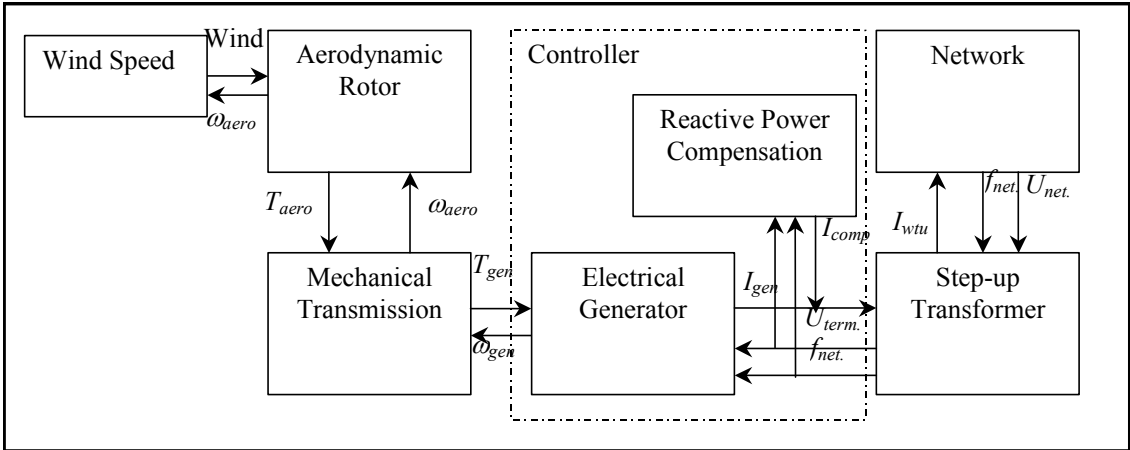 Wind Speed
Wind
ωaero
Aerodynamic
Rotor
Controller
Reactive Power
Compensation
Network
Taero
ωaero
Icomp
Iwtu
fnet.
Unet.
Mechanical
Transmission
Tgen
ωgen
Electrical
Generator
Igen
Uterm.
fnet.
Step-up
Transformer